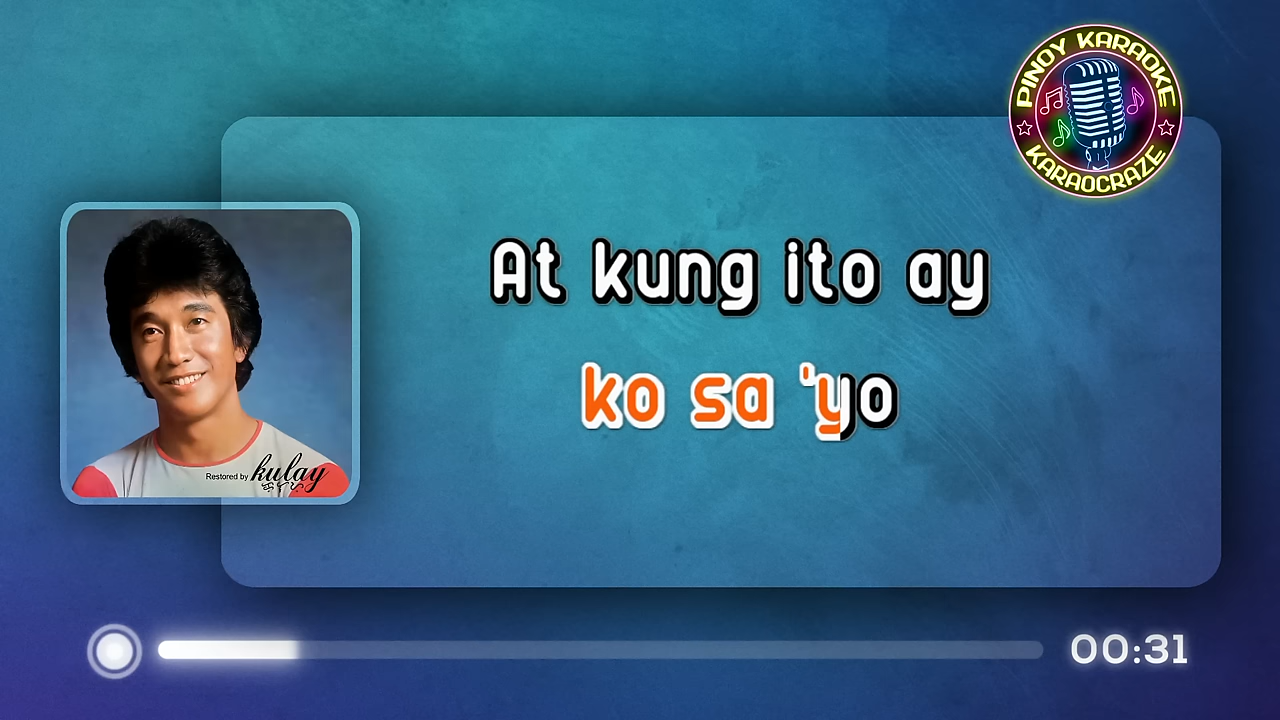 PINOY KARAOKE
KARAOCRAZE
At kung ito ay
ko sa 'yo
Restored by kulay
00:31